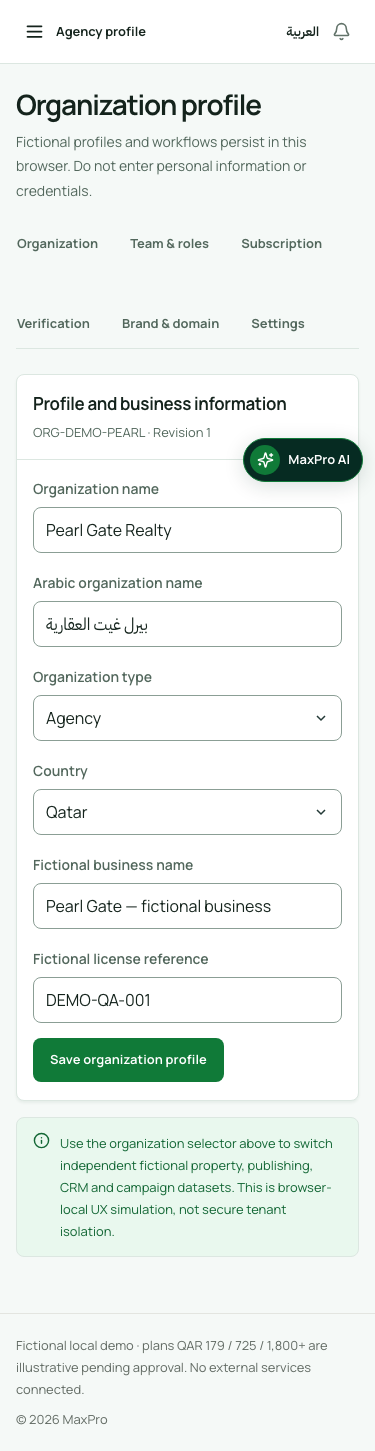 Agency profile
العربية
Organization profile
Fictional profiles and workflows persist in this
browser. Do not enter personal information or
credentials.
Organization
Team & roles
Subscription
Verification
Brand & domain
Settings
Profile and business information
ORG-DEMO-PEARL · Revision 1
MaxPro AI
Organization name
Pearl Gate Realty
Arabic organization name
بيرل غيت العقارية
Organization type
Agency
Country
Qatar
Fictional business name
Pearl Gate — fictional business
Fictional license reference
DEMO-QA-001
Save organization profile
Use the organization selector above to switch
independent fictional property, publishing,
CRM and campaign datasets. This is browser-
local UX simulation, not secure tenant
isolation.
Fictional local demo · plans QAR 179 / 725 / 1,800+ are
illustrative pending approval. No external services
connected.
© 2026 MaxPro